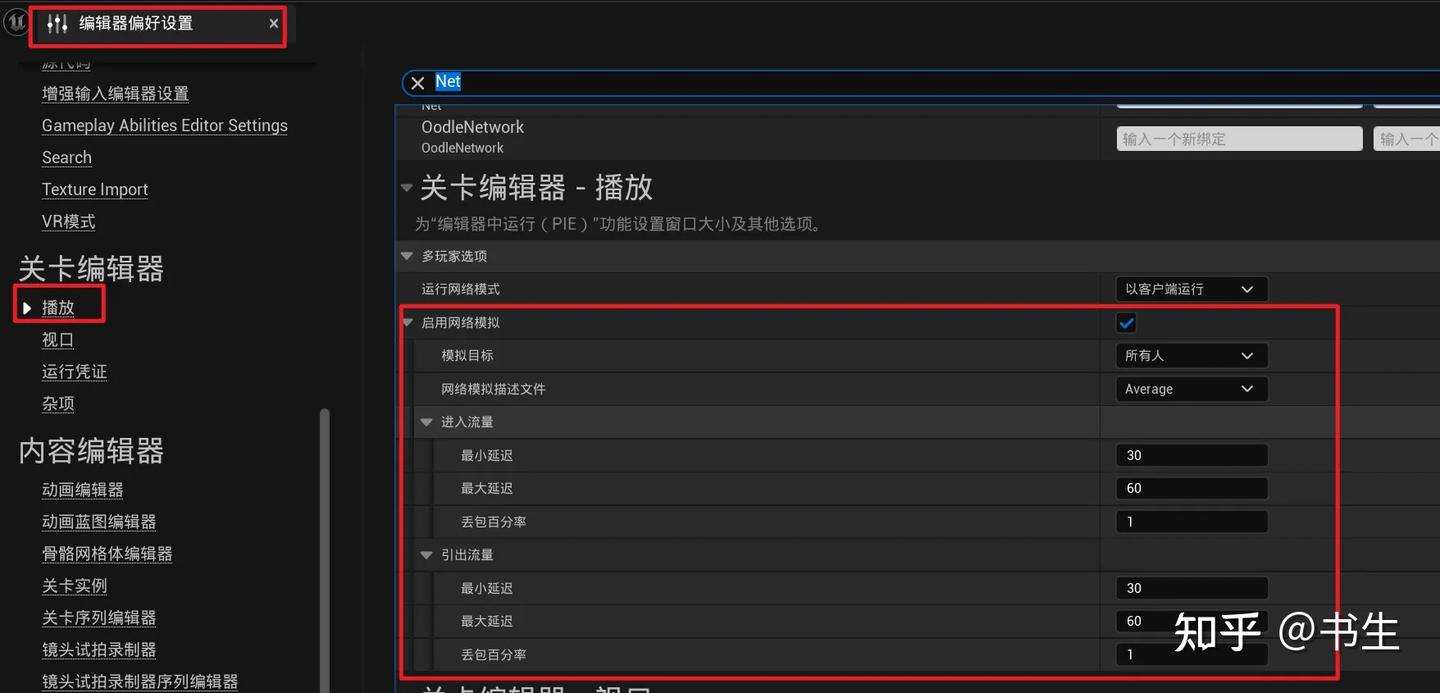 编辑器偏好设置
源代码
增强输入编辑器设置
Gameplay Abilities Editor Settings
Search
Texture Import
VR模式
关卡编辑器
播放
视口
运行凭证
杂项
内容编辑器
动画编辑器
动画蓝图编辑器
骨骼网格体编辑器
关卡实例
关卡序列编辑器
镜头试拍录制器
镜头试拍录制器序列编辑器
Net
Net
OodleNetwork
OodleNetwork
输入一个新绑定
输入一个
关卡编辑器 - 播放
为“编辑器中运行（PIE）”功能设置窗口大小及其他选项。
多玩家选项
运行网络模式
以客户端运行
启用网络模拟
模拟目标
所有人
网络模拟描述文件
Average
进入流量
最小延迟
30
最大延迟
60
丢包百分率
1
引出流量
最小延迟
30
最大延迟
60
丢包百分率
1
关卡编辑器 - 视口
知乎 @书生